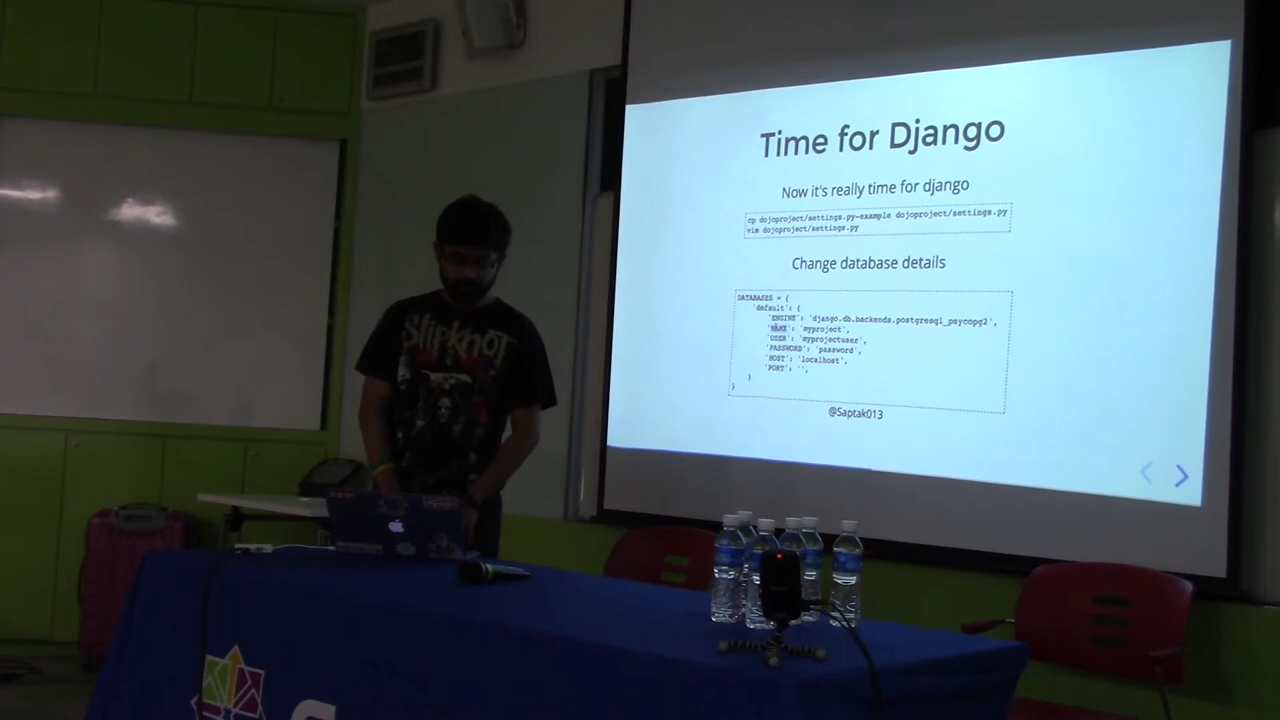 Time for Django
Now it's really time for django
cp dojoproject/settings.py-example dojoproject/settings.py
vim dojoproject/settings.py
Change database details
DATABASES = {
'default': {
'ENGINE': 'django.db.backends.postgresql_psycopg2',
'NAME': 'myproject',
'USER': 'myprojectuser',
'PASSWORD': 'password',
'HOST': 'localhost',
'PORT': '',
}
}
@Saptak013
Slipknot